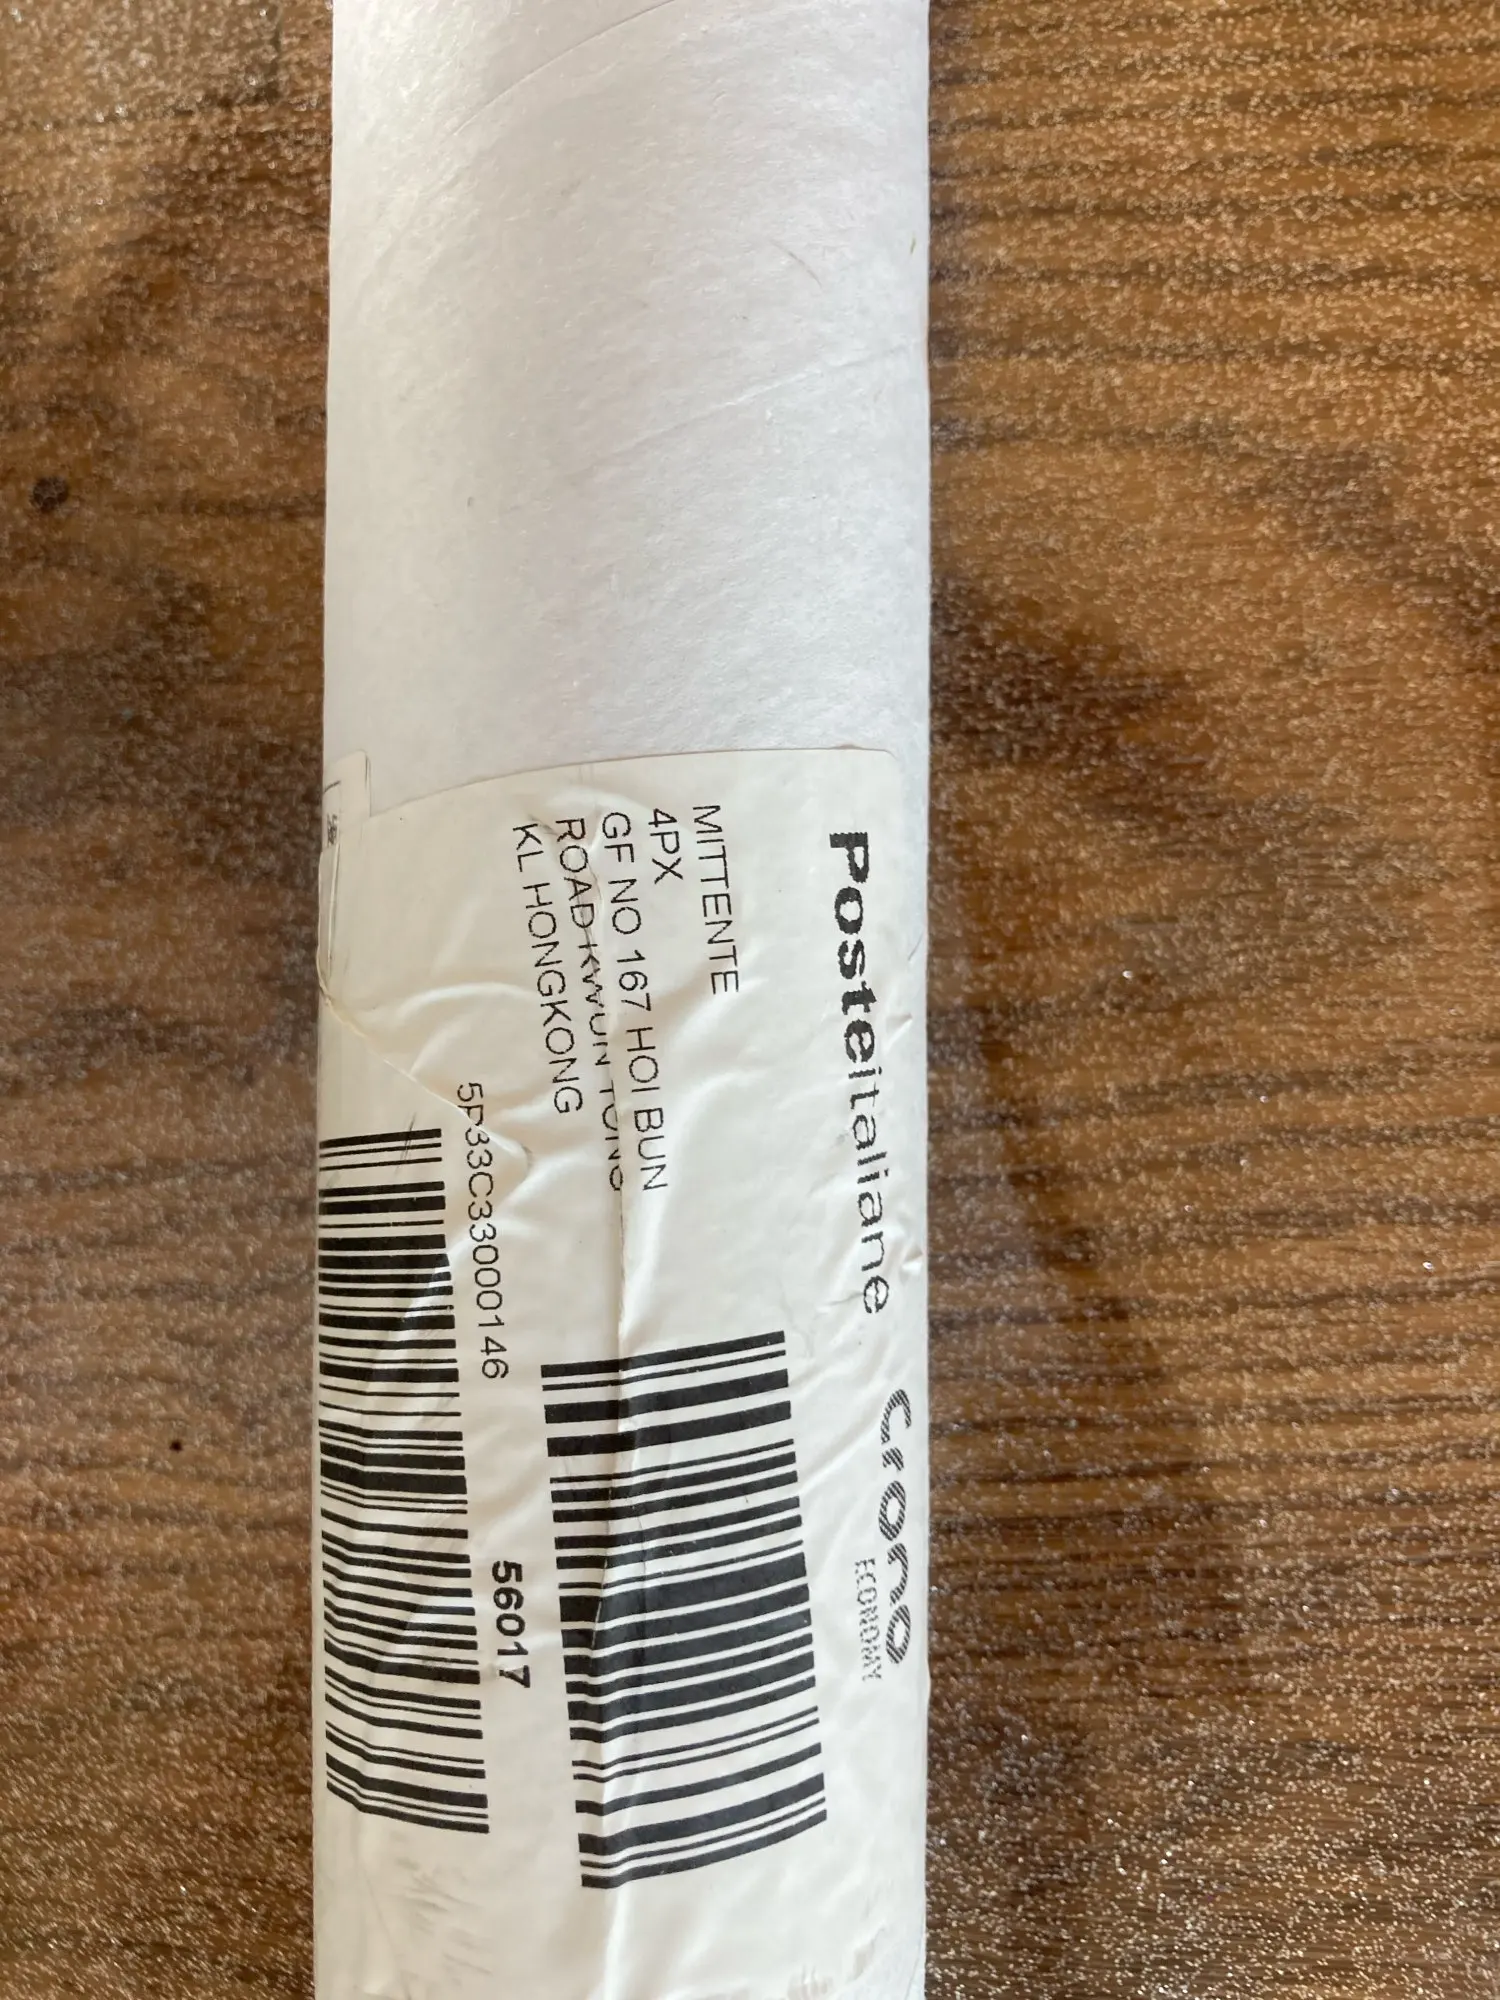 Posteitaliane
crono
ECONOMY
MITTENTE
4PX
GF NO 167 HOI BUN
ROAD KWUN TONG
KL HONGKONG
5P33C33000146
56017